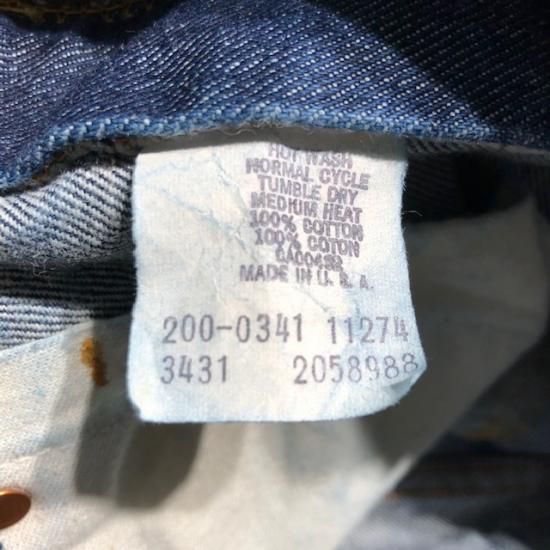 HOT WASH
NORMAL CYCLE
TUMBLE DRY
MEDIUM HEAT
100% COTTON
100% COTON
CA00432
MADE IN U. S. A.
200-0341 11274
3431 2058988